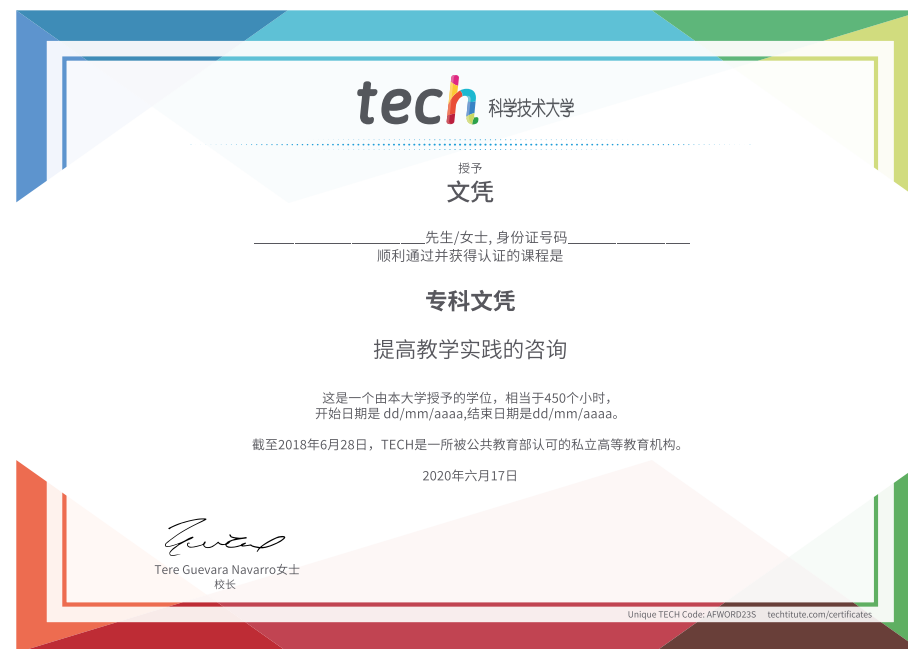 tech 科学技术大学
授予
文凭
________________________先生/女士, 身份证号码_________________
顺利通过并获得认证的课程是
专科文凭
提高教学实践的咨询
这是一个由本大学授予的学位，相当于450个小时，
开始日期是 dd/mm/aaaa,结束日期是dd/mm/aaaa。
截至2018年6月28日，TECH是一所被公共教育部认可的私立高等教育机构。
2020年六月17日
Tere Guevara Navarro女士
校长
Unique TECH Code: AFWORD23S techtitute.com/certificates